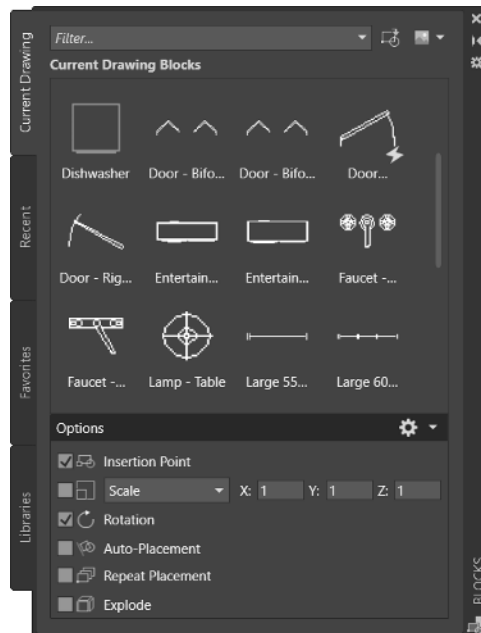 Filter...
Current Drawing Blocks
Dishwasher
Door - Bifo...
Door - Bifo...
Door...
Door - Rig...
Entertain...
Entertain...
Faucet -...
Faucet -...
Lamp - Table
Large 55...
Large 60...
Options
Insertion Point
Scale X: 1 Y: 1 Z: 1
Rotation
Auto-Placement
Repeat Placement
Explode
Current Drawing
Recent
Favorites
Libraries
BLOCKS